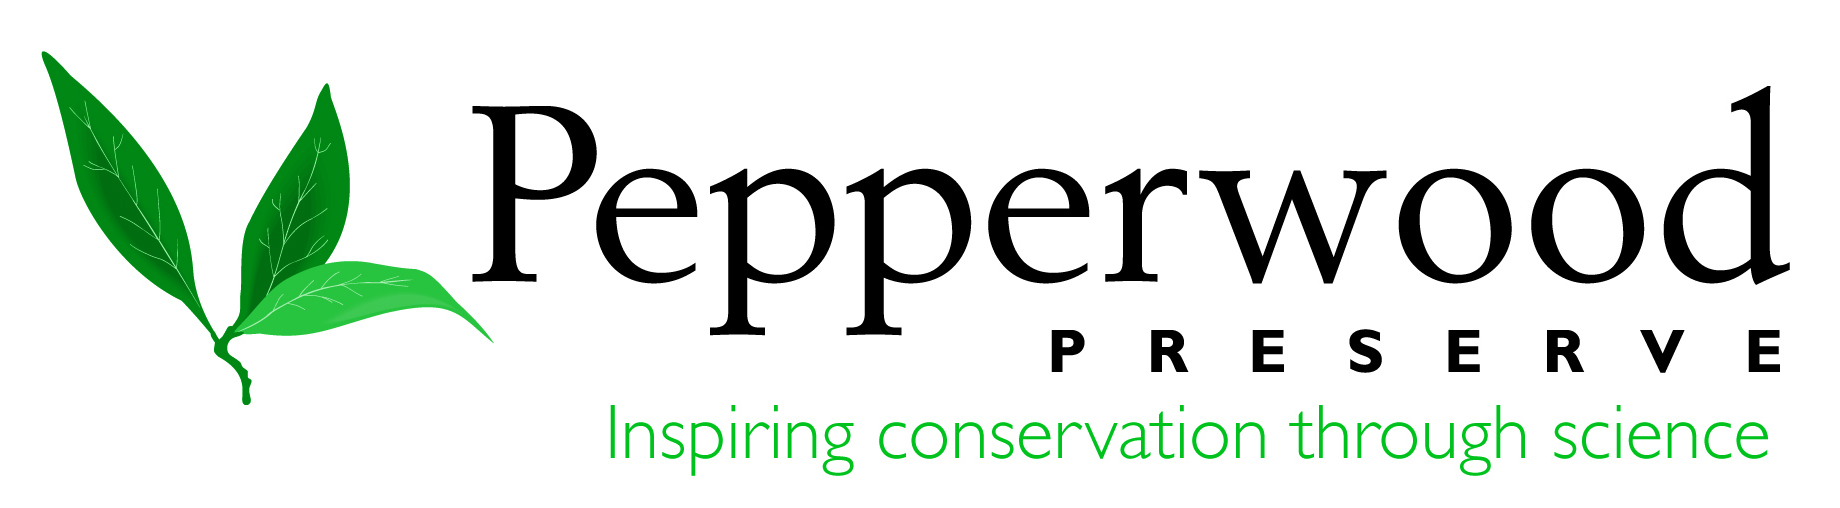 Pepperwood
PRESERVE
Inspiring conservation through science